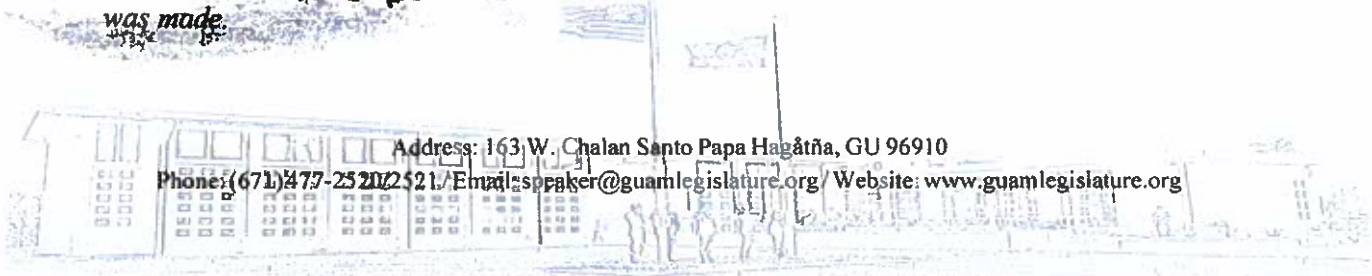 was made.
Address: 163 W. Chalan Santo Papa Hagåtña, GU 96910
Phone: (671) 477-2520/2521 / Email: speaker@guamlegislature.org / Website: www.guamlegislature.org